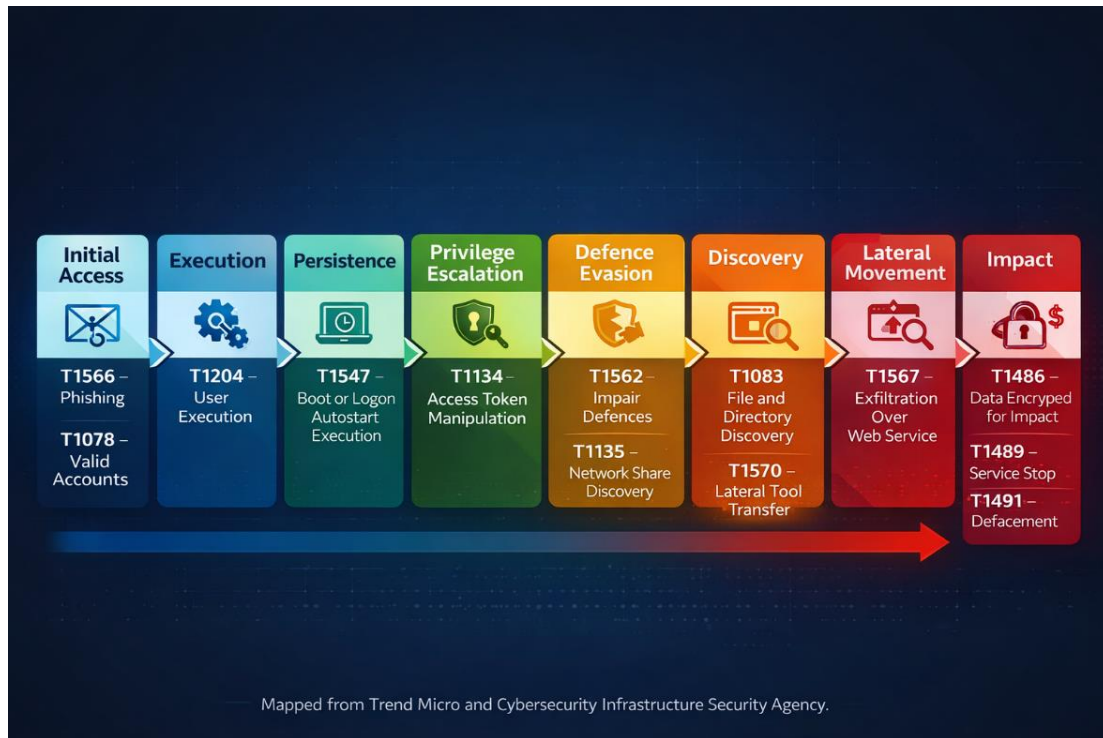 Initial
Access
T1566 –
Phishing
T1078 –
Valid
Accounts
Execution
T1204 –
User
Execution
Persistence
T1547 –
Boot or Logon
Autostart
Execution
Privilege
Escalation
T1134 –
Access Token
Manipulation
Defence
Evasion
T1562 –
Impair
Defences
T1135 –
Network Share
Discovery
Discovery
T1083
File and
Directory
Discovery
T1570 –
Lateral Tool
Transfer
Lateral
Movement
T1567 –
Exfiltration
Over
Web Service
Impact
$
T1486 –
Data Encryped
for Impact
T1489 –
Service Stop
T1491 –
Defacement
Mapped from Trend Micro and Cybersecurity Infrastructure Security Agency.